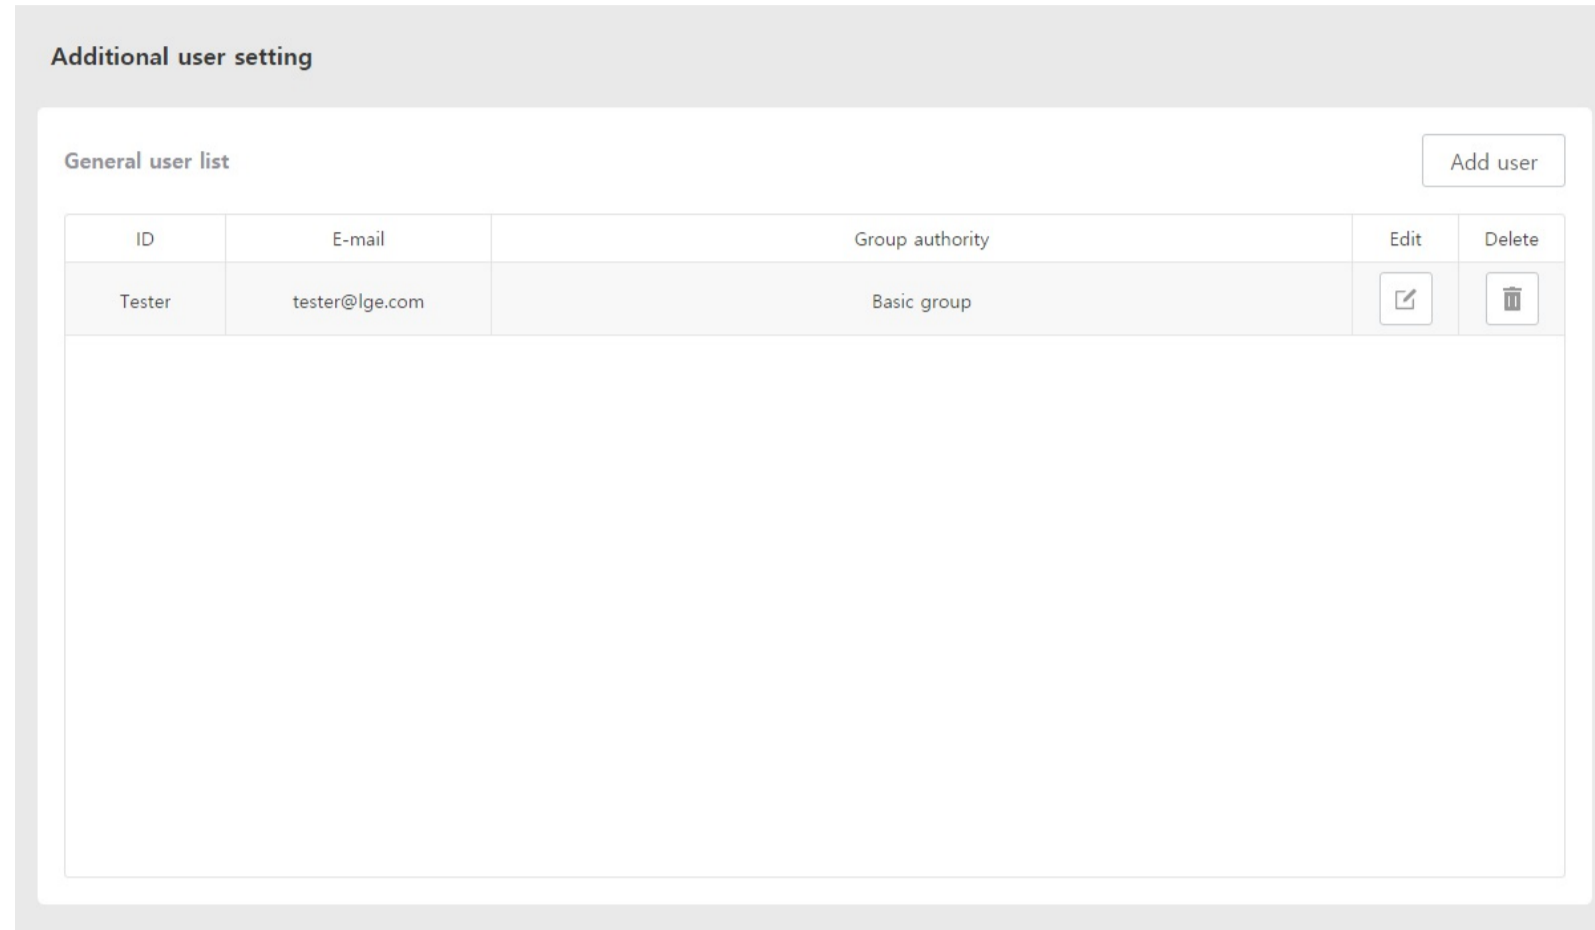 Additional user setting
General user list
Add user
ID E-mail Group authority Edit Delete
Tester tester@lge.com Basic group